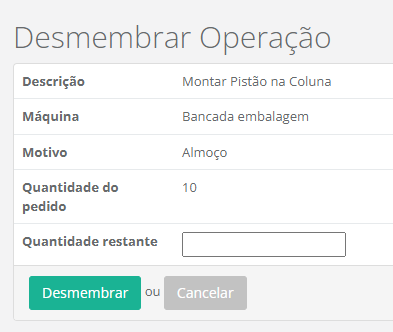 Desmembrar Operação
Descrição Montar Pistão na Coluna
Máquina Bancada embalagem
Motivo Almoço
Quantidade do pedido 10
Quantidade restante
Desmembrar ou Cancelar